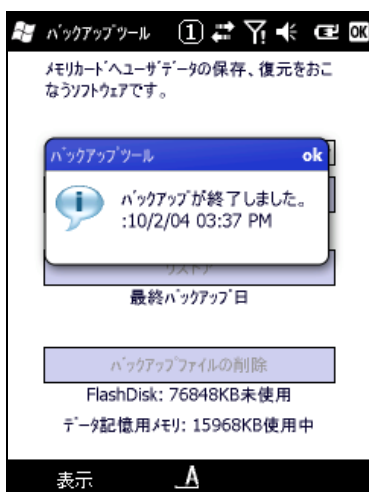 ﾊﾞｯｸｱｯﾌﾟﾂｰﾙ ① OK
ﾒﾓﾘｶｰﾄﾞへﾕｰｻﾞﾃﾞｰﾀの保存、復元をおこ
なうｿﾌﾄｳｪｱです。
ﾊﾞｯｸｱｯﾌﾟﾂｰﾙ ok
ﾊﾞｯｸｱｯﾌﾟが終了しました。
:10/2/04 03:37 PM
ﾘｽﾄｱ
最終ﾊﾞｯｸｱｯﾌﾟ日
ﾊﾞｯｸｱｯﾌﾟﾌｧｲﾙの削除
FlashDisk: 76848KB未使用
ﾃﾞｰﾀ記憶用ﾒﾓﾘ: 15968KB使用中
表示 A